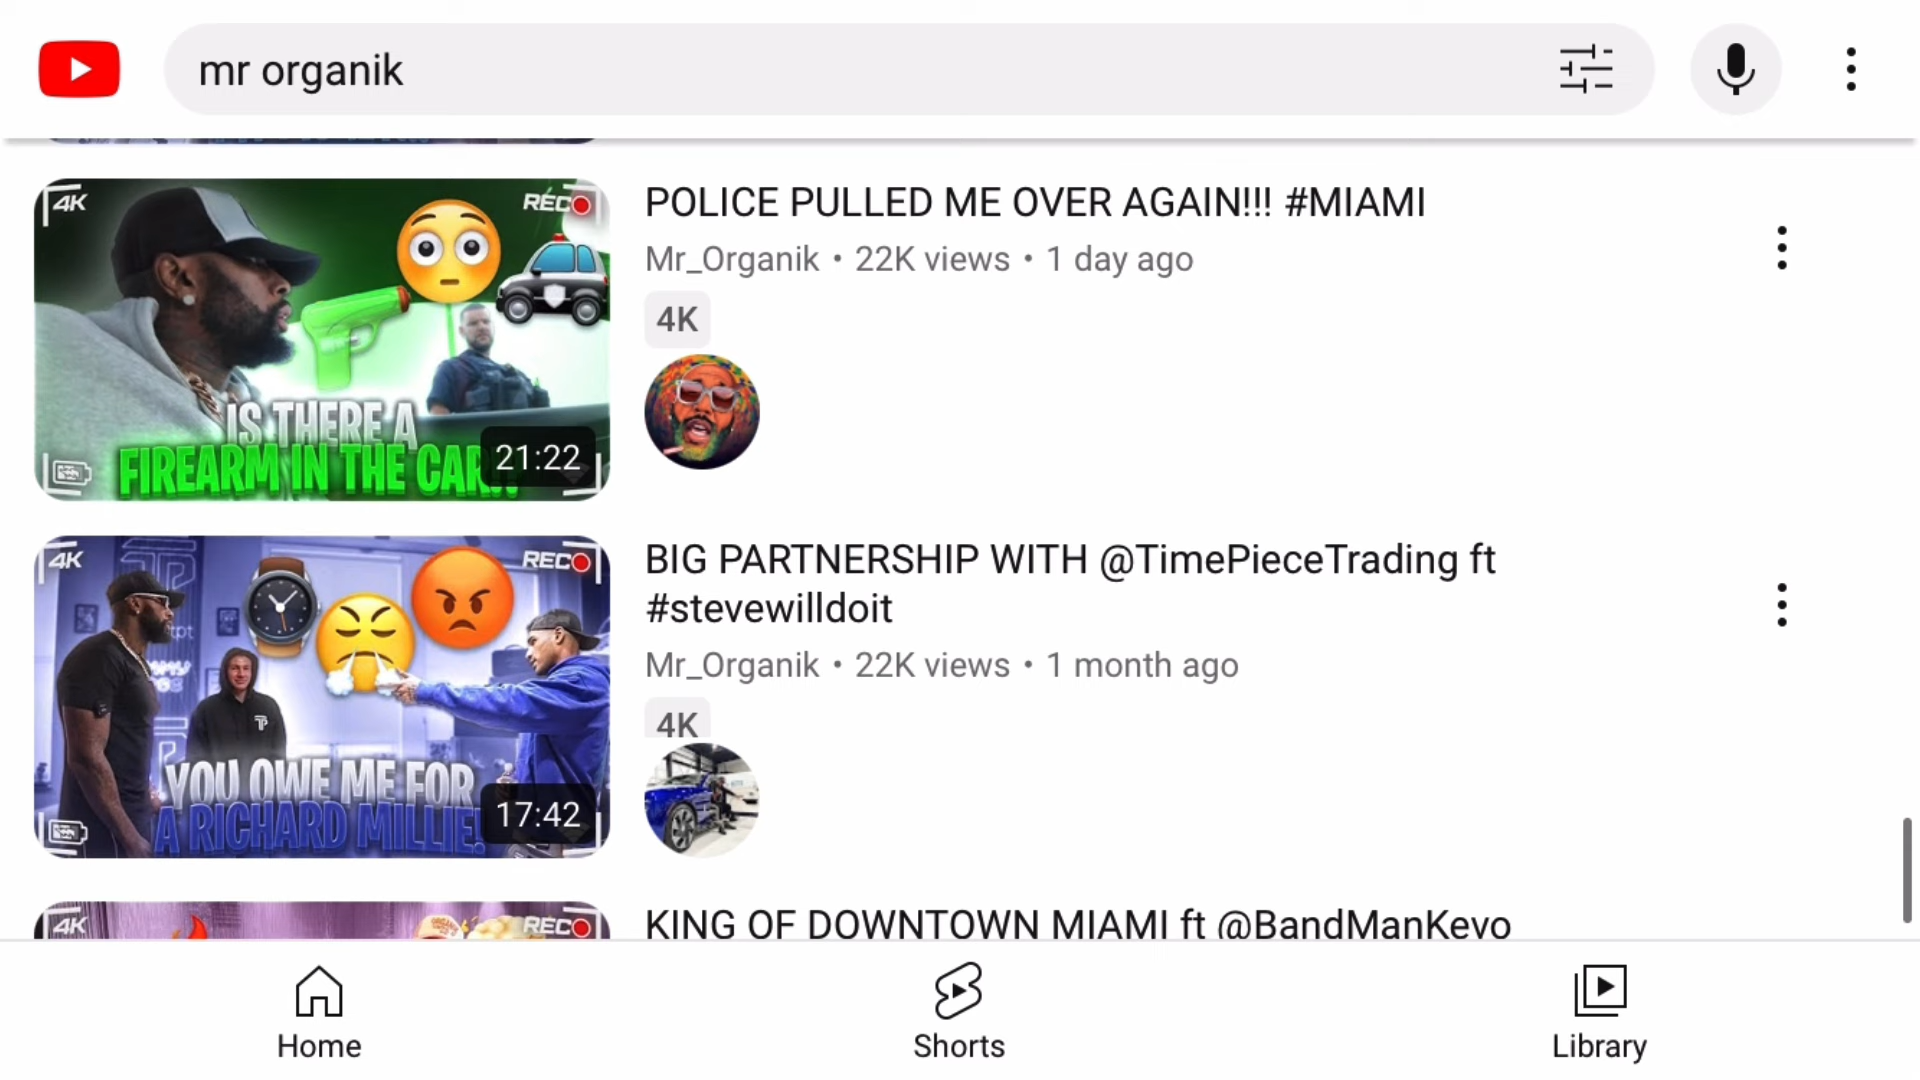 mr organik
4K
REC
IS THERE A
FIREARM IN THE CAR
21:22
POLICE PULLED ME OVER AGAIN!!! #MIAMI
Mr_Organik • 22K views • 1 day ago
4K
4K
REC
YOU OWE ME FOR
A RICHARD MILLIE!
17:42
BIG PARTNERSHIP WITH @TimePieceTrading ft
#stevewilldoit
Mr_Organik • 22K views • 1 month ago
4K
4K
REC
KING OF DOWNTOWN MIAMI ft @BandManKevo
Home
Shorts
Library